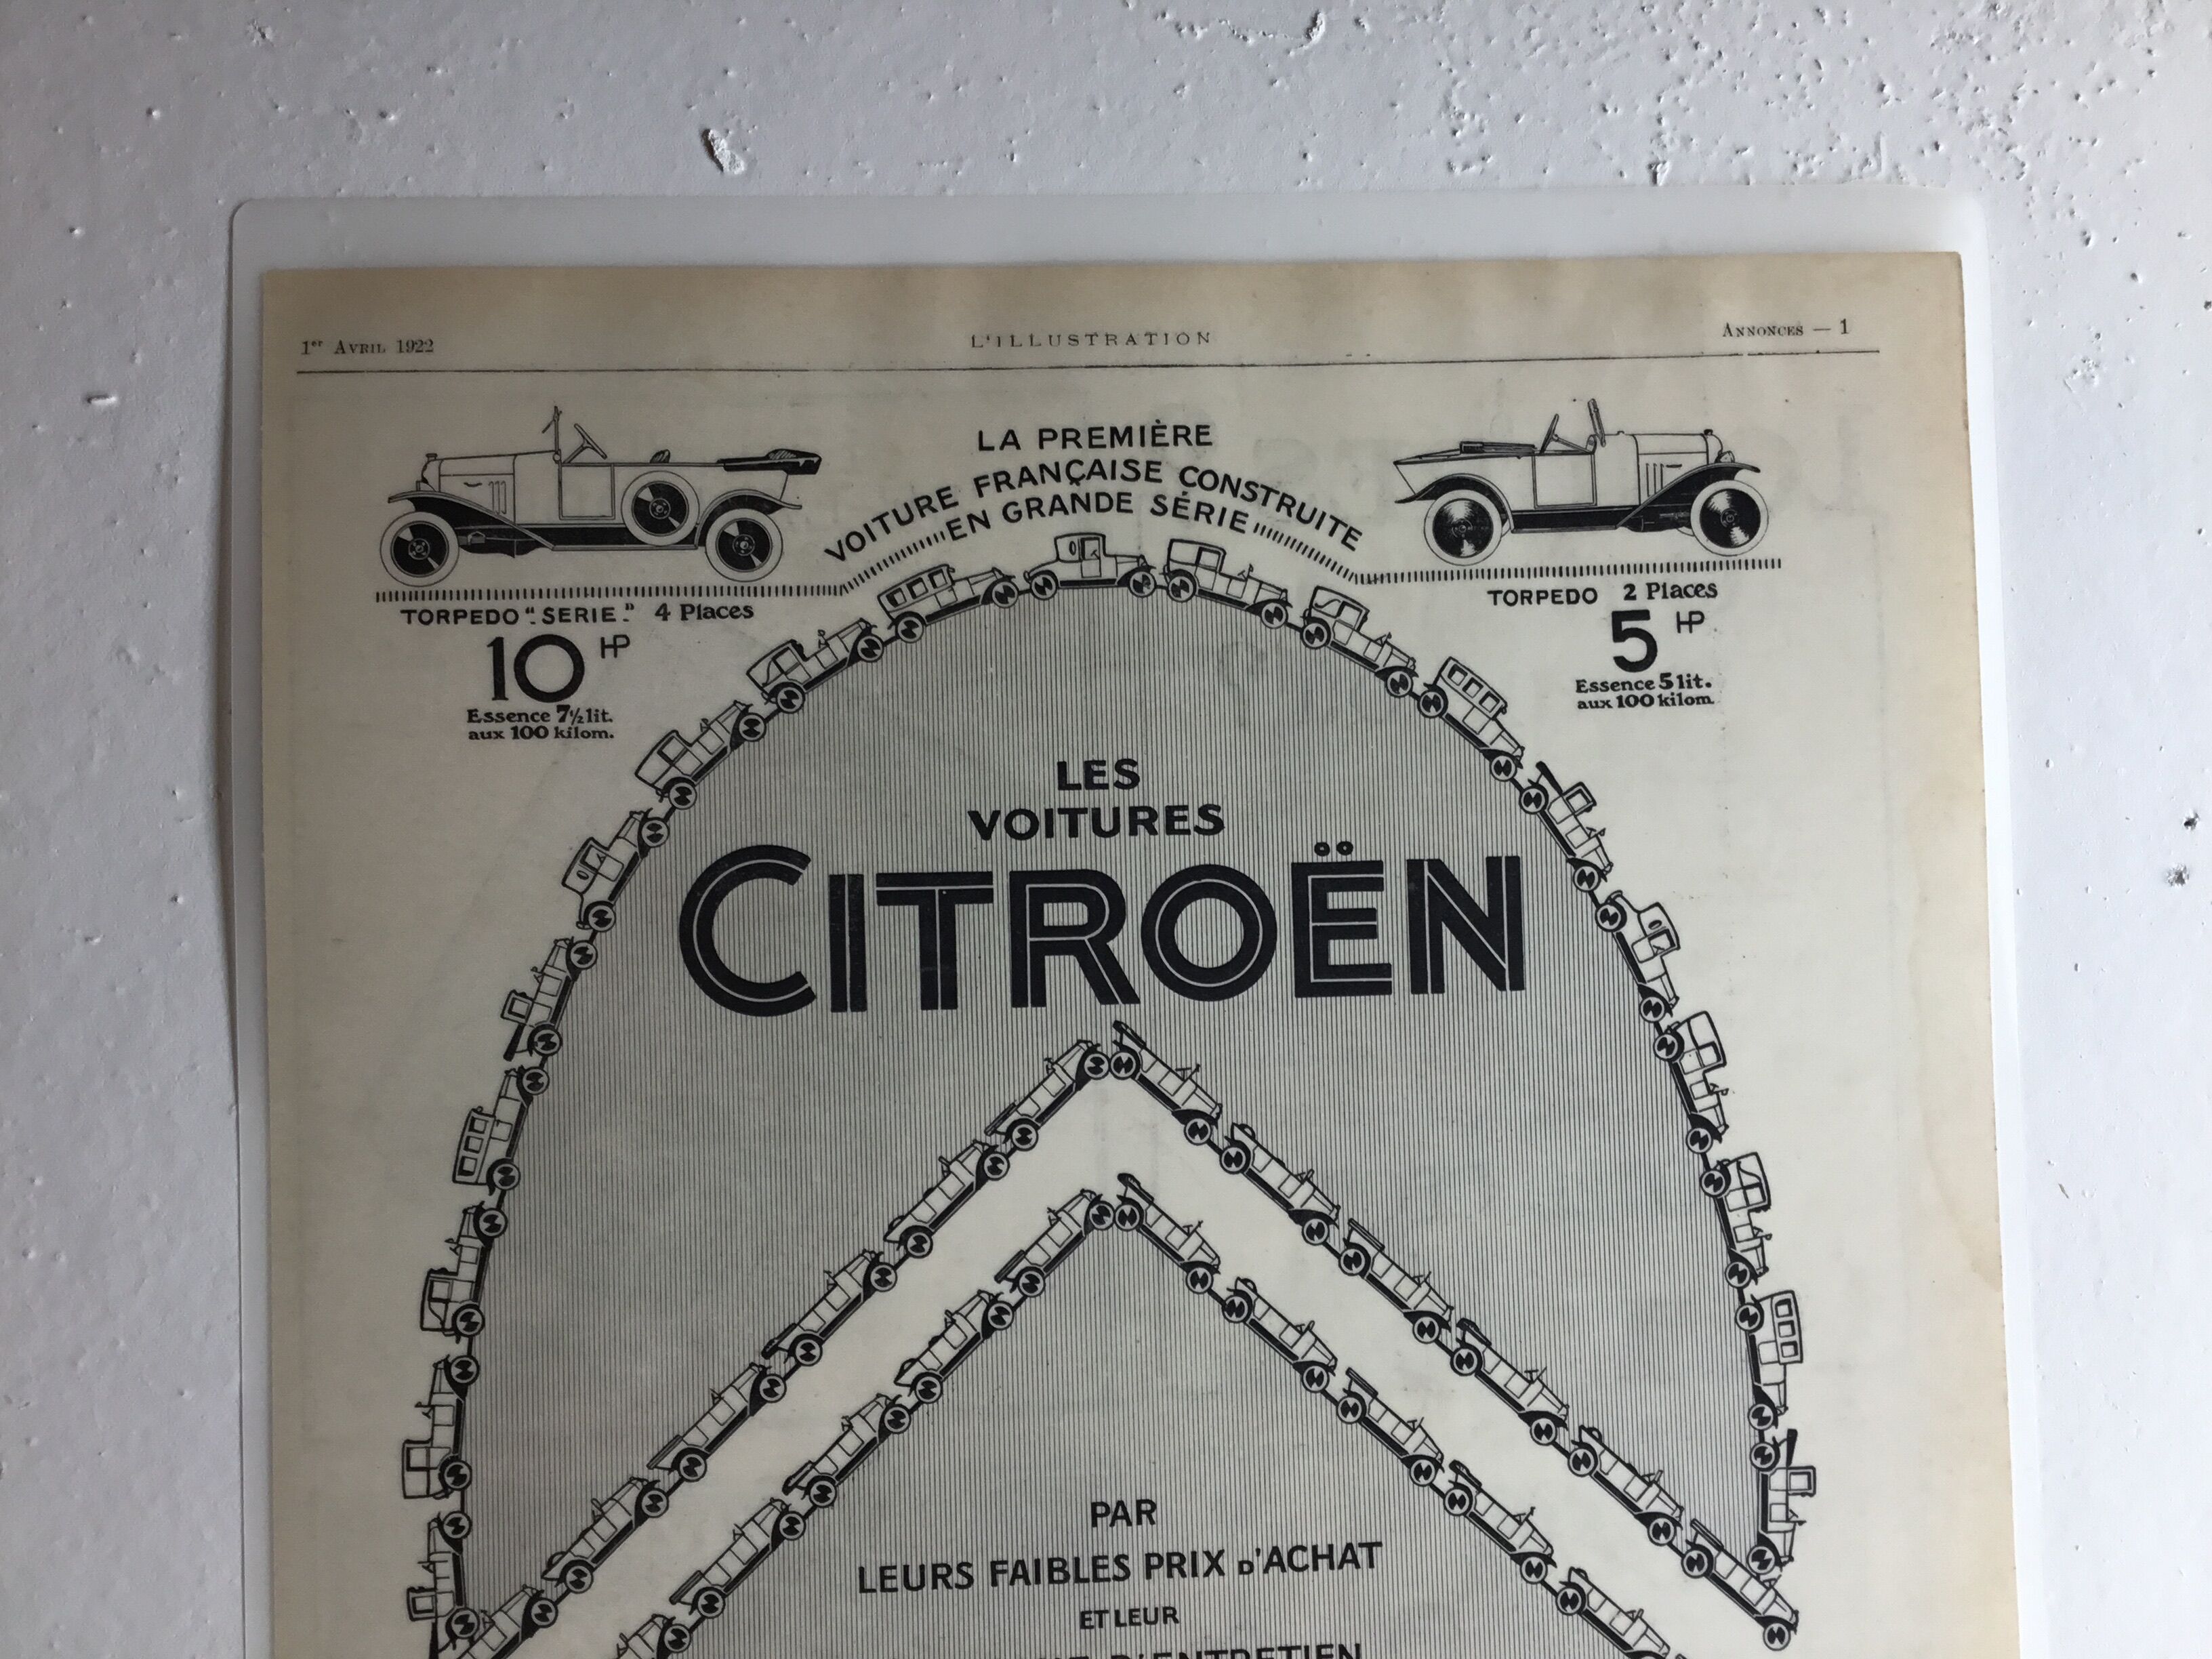 1er AVRIL 1922
L'ILLUSTRATION
ANNONCES — 1
LA PREMIÈRE
VOITURE FRANÇAISE CONSTRUITE
EN GRANDE SÉRIE
TORPEDO "SERIE" 4 Places
10 HP
Essence 7½ lit.
aux 100 kilom.
TORPEDO 2 Places
5 HP
Essence 5 lit.
aux 100 kilom.
LES
VOITURES
CITROËN
PAR
LEURS FAIBLES PRIX D'ACHAT
ET LEUR
D'ENTRETIEN